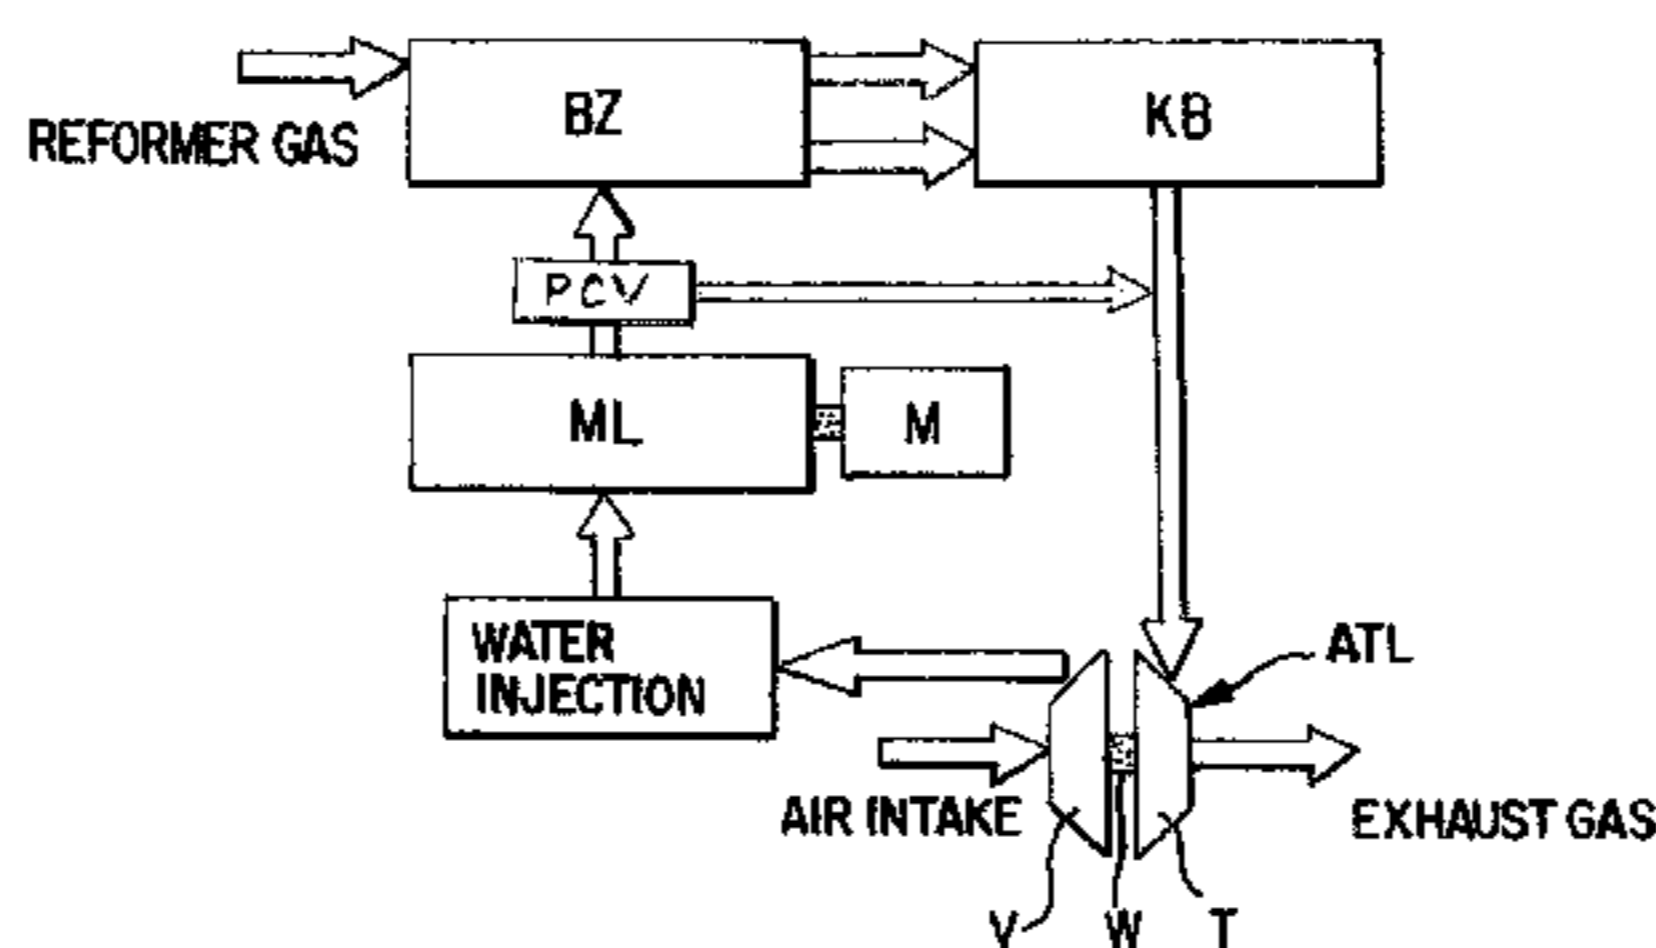 BZ
KB
REFORMER GAS
PCV
ML
M
WATER
INJECTION
ATL
AIR INTAKE
EXHAUST GAS
V
W
T